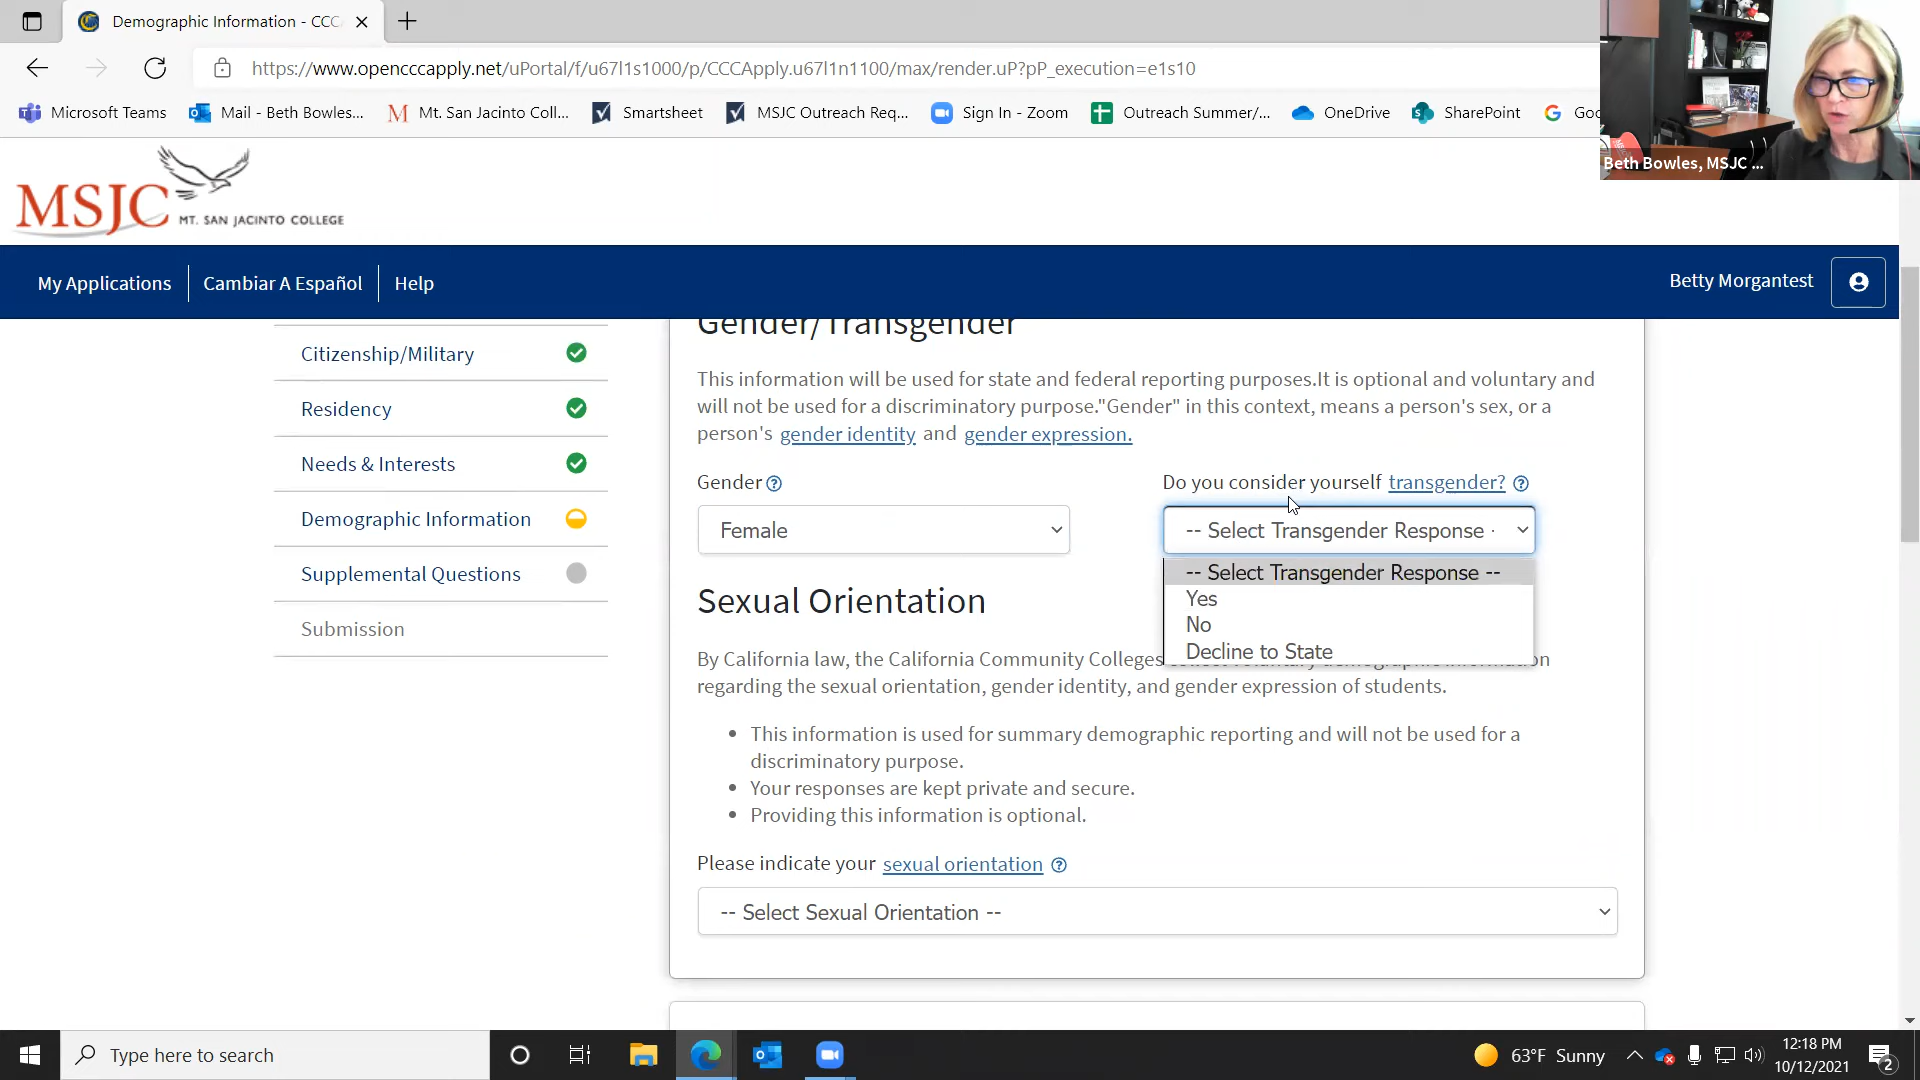 Demographic Information - CCC
https://www.opencccapply.net/uPortal/f/u67l1s1000/p/CCCApply.u67l1n1100/max/render.uP?pP_execution=e1s10
Microsoft Teams
Mail - Beth Bowles...
Mt. San Jacinto Coll...
Smartsheet
MSJC Outreach Req...
Sign In - Zoom
Outreach Summer/...
OneDrive
SharePoint
Goo
Beth Bowles, MSJC ...
MSJC MT. SAN JACINTO COLLEGE
My Applications
Cambiar A Español
Help
Betty Morgantest
Citizenship/Military
Residency
Needs & Interests
Demographic Information
Supplemental Questions
Submission
Gender/Transgender
This information will be used for state and federal reporting purposes.It is optional and voluntary and
will not be used for a discriminatory purpose."Gender" in this context, means a person's sex, or a
person's gender identity and gender expression.
Gender
Do you consider yourself transgender?
Female
-- Select Transgender Response -
-- Select Transgender Response --
Yes
No
Decline to State
Sexual Orientation
By California law, the California Community Colleges
regarding the sexual orientation, gender identity, and gender expression of students.
This information is used for summary demographic reporting and will not be used for a
discriminatory purpose.
Your responses are kept private and secure.
Providing this information is optional.
Please indicate your sexual orientation
-- Select Sexual Orientation --
Type here to search
63°F Sunny
12:18 PM
10/12/2021
2